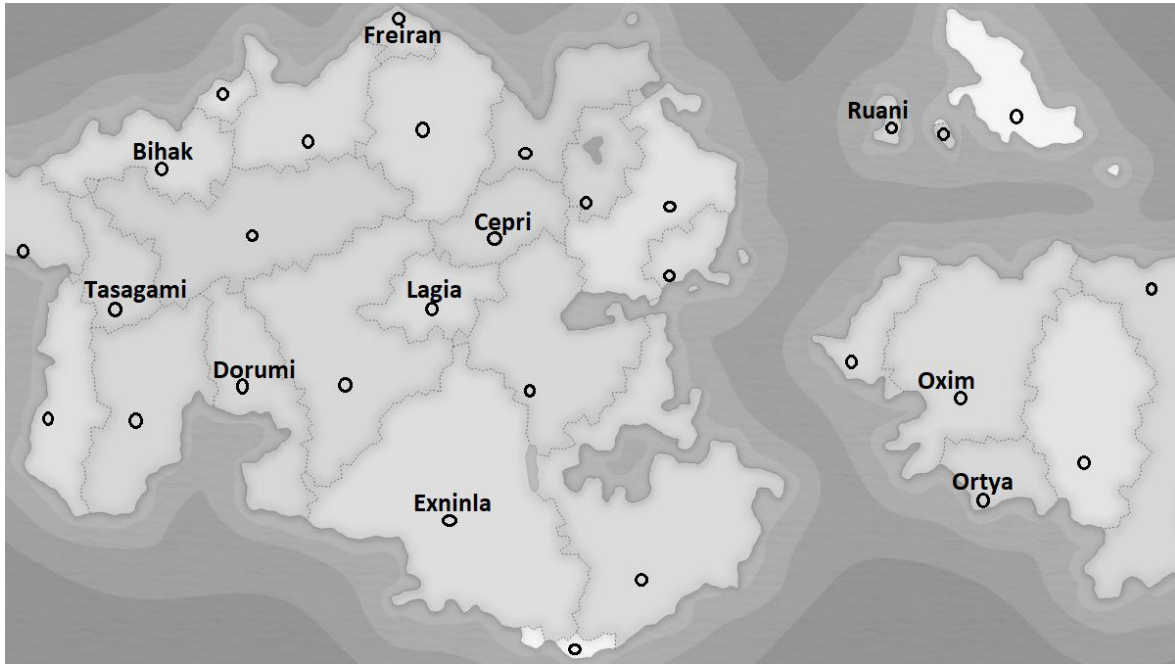 Freiran
Ruani
Bihak
Cepri
Tasagami
Lagia
Dorumi
Oxim
Ortya
Exninla